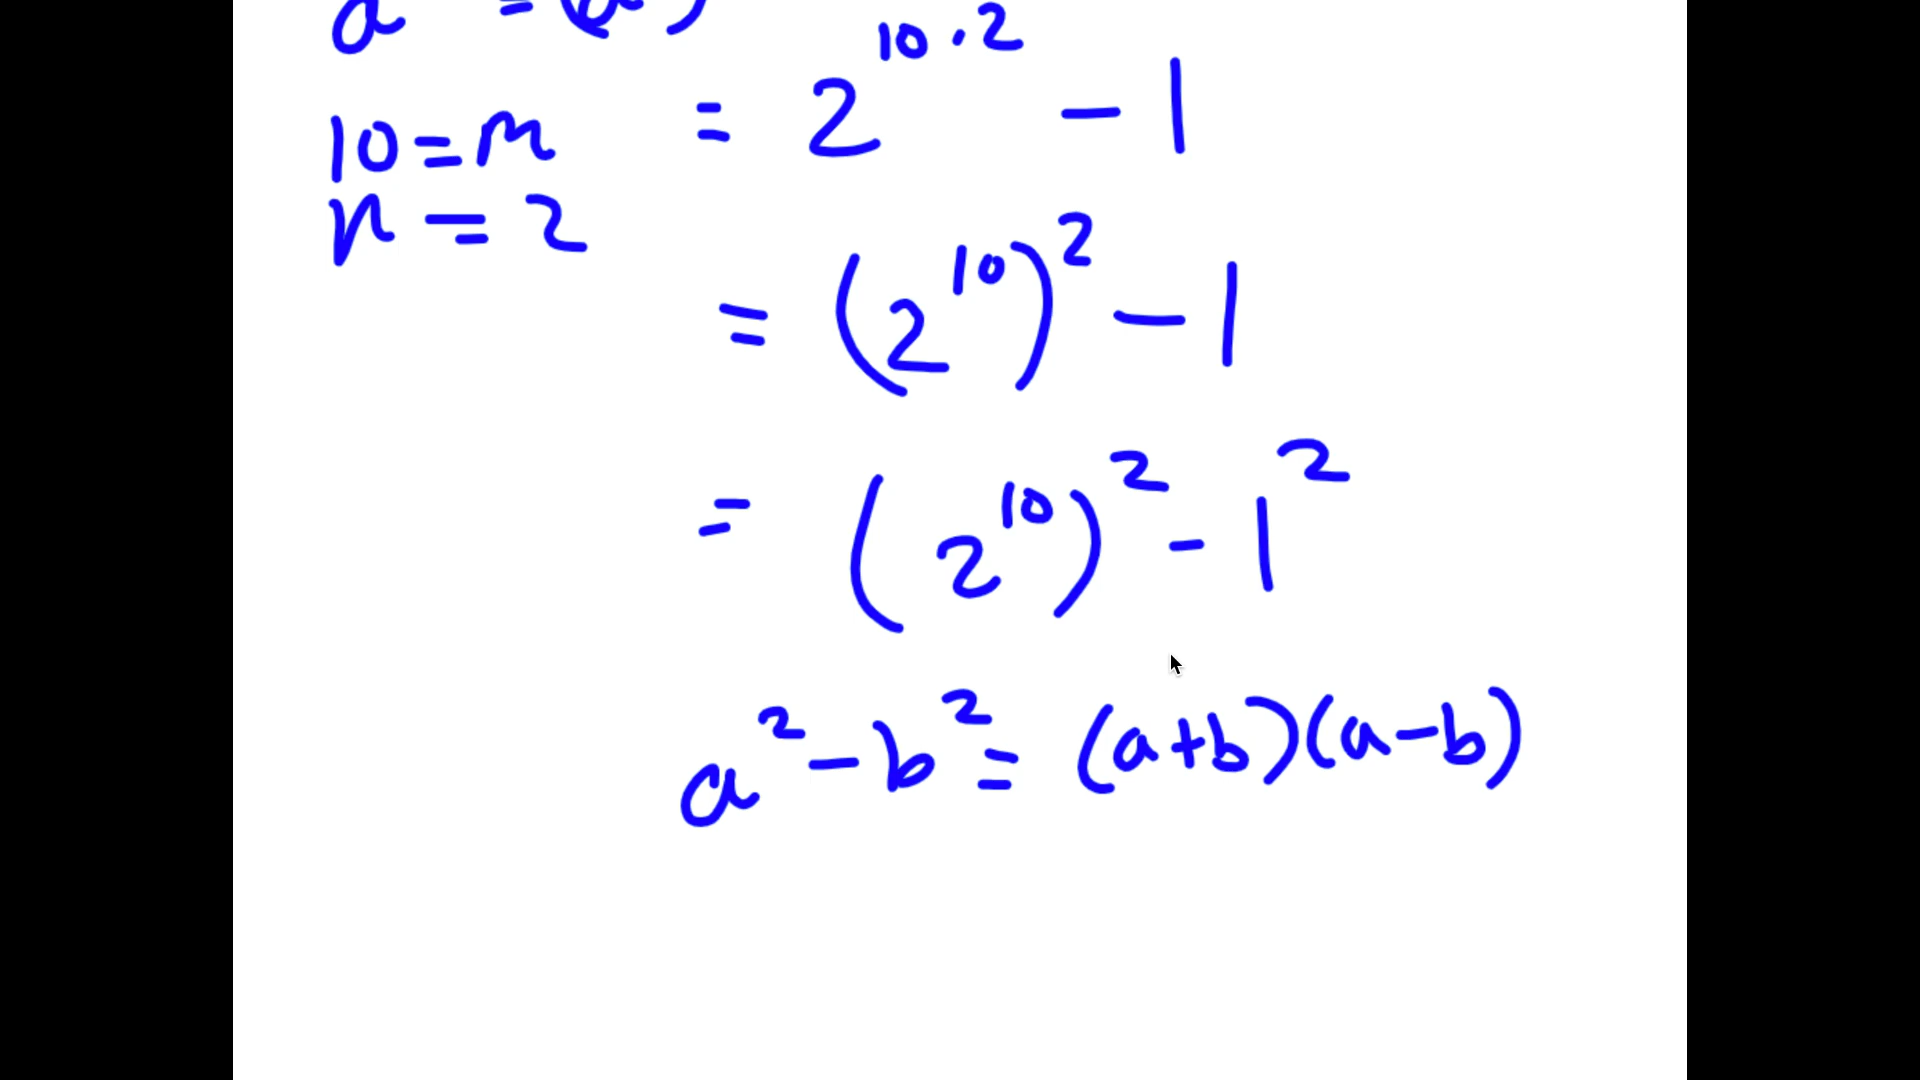 = 2^{10·2} - 1
10 = m
n = 2
= (2^{10})^2 - 1
= (2^{10})^2 - 1^2
a^2 - b^2 = (a+b)(a-b)